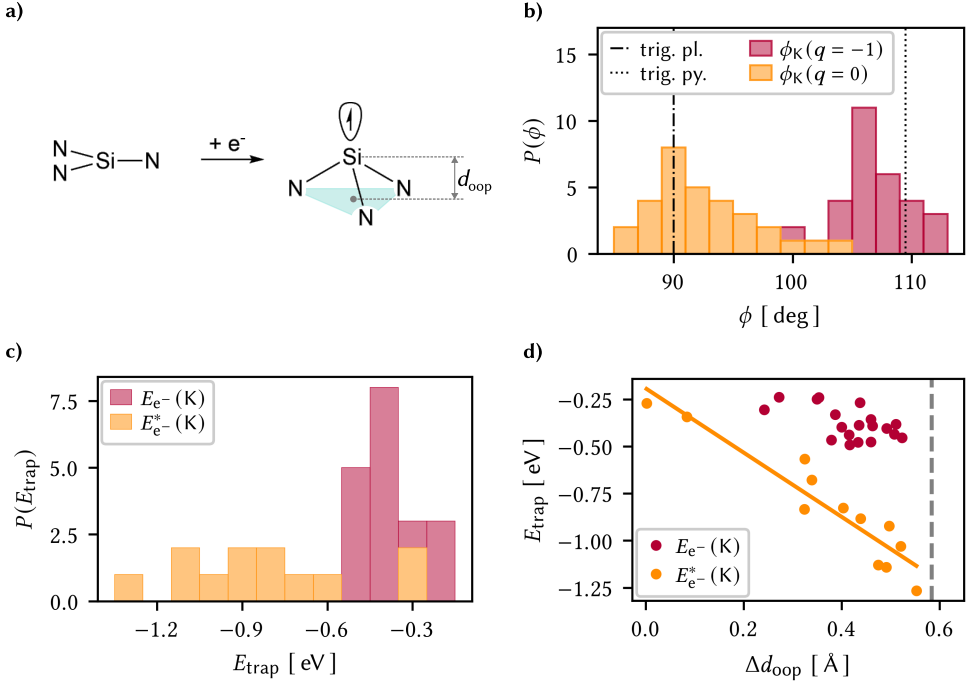 a)
N
N
Si
N
+ e⁻
Si
N
N
N
d_oop
b)
trig. pl.
trig. py.
ϕ_K(q = −1)
ϕ_K(q = 0)
P(ϕ)
15
10
5
0
90
100
110
ϕ [ deg ]
c)
E_e⁻ (K)
E*_e⁻ (K)
P(E_trap)
7.5
5.0
2.5
0.0
−1.2
−0.9
−0.6
−0.3
E_trap [ eV ]
d)
E_trap [ eV ]
−0.25
−0.50
−0.75
−1.00
−1.25
E_e⁻ (K)
E*_e⁻ (K)
0.0
0.2
0.4
0.6
Δd_oop [ Å ]